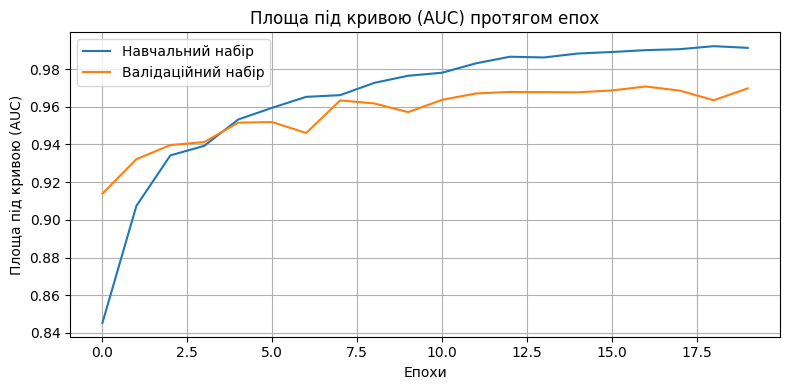 Площа під кривою (AUC) протягом епох
Навчальний набір
Валідаційний набір
Площа під кривою (AUC)
0.98
0.96
0.94
0.92
0.90
0.88
0.86
0.84
0.0 2.5 5.0 7.5 10.0 12.5 15.0 17.5
Епохи